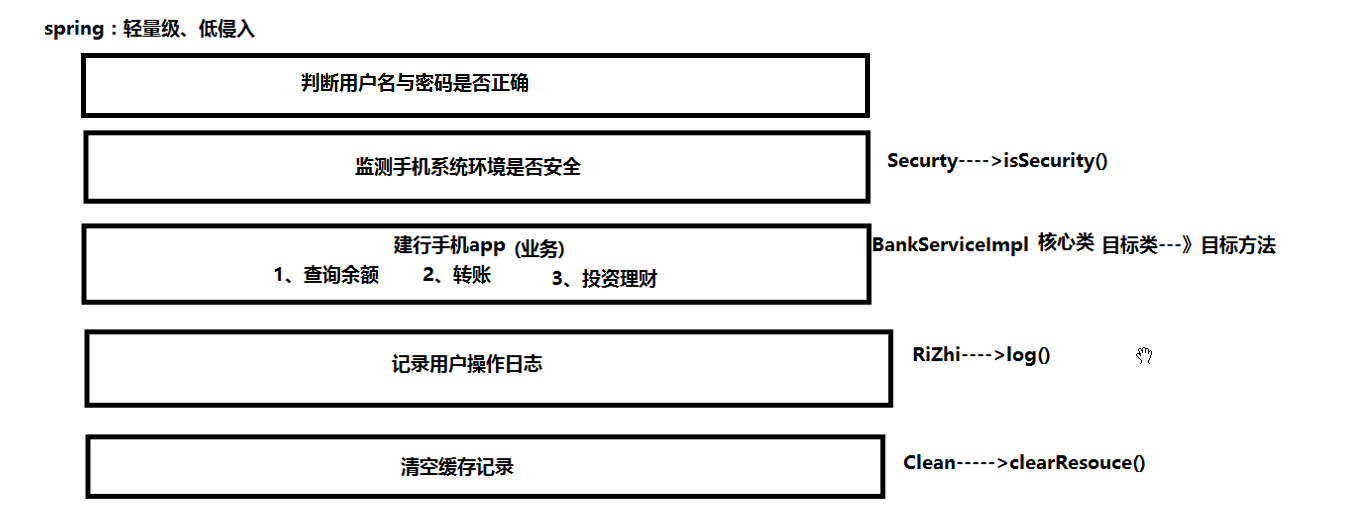 spring：轻量级、低侵入
判断用户名与密码是否正确
监测手机系统环境是否安全
Securty---->isSecurity()
建行手机app (业务)
BankServiceImpl 核心类 目标类---》目标方法
1、查询余额 2、转账 3、投资理财
记录用户操作日志
RiZhi---->log()
清空缓存记录
Clean----->clearResouce()